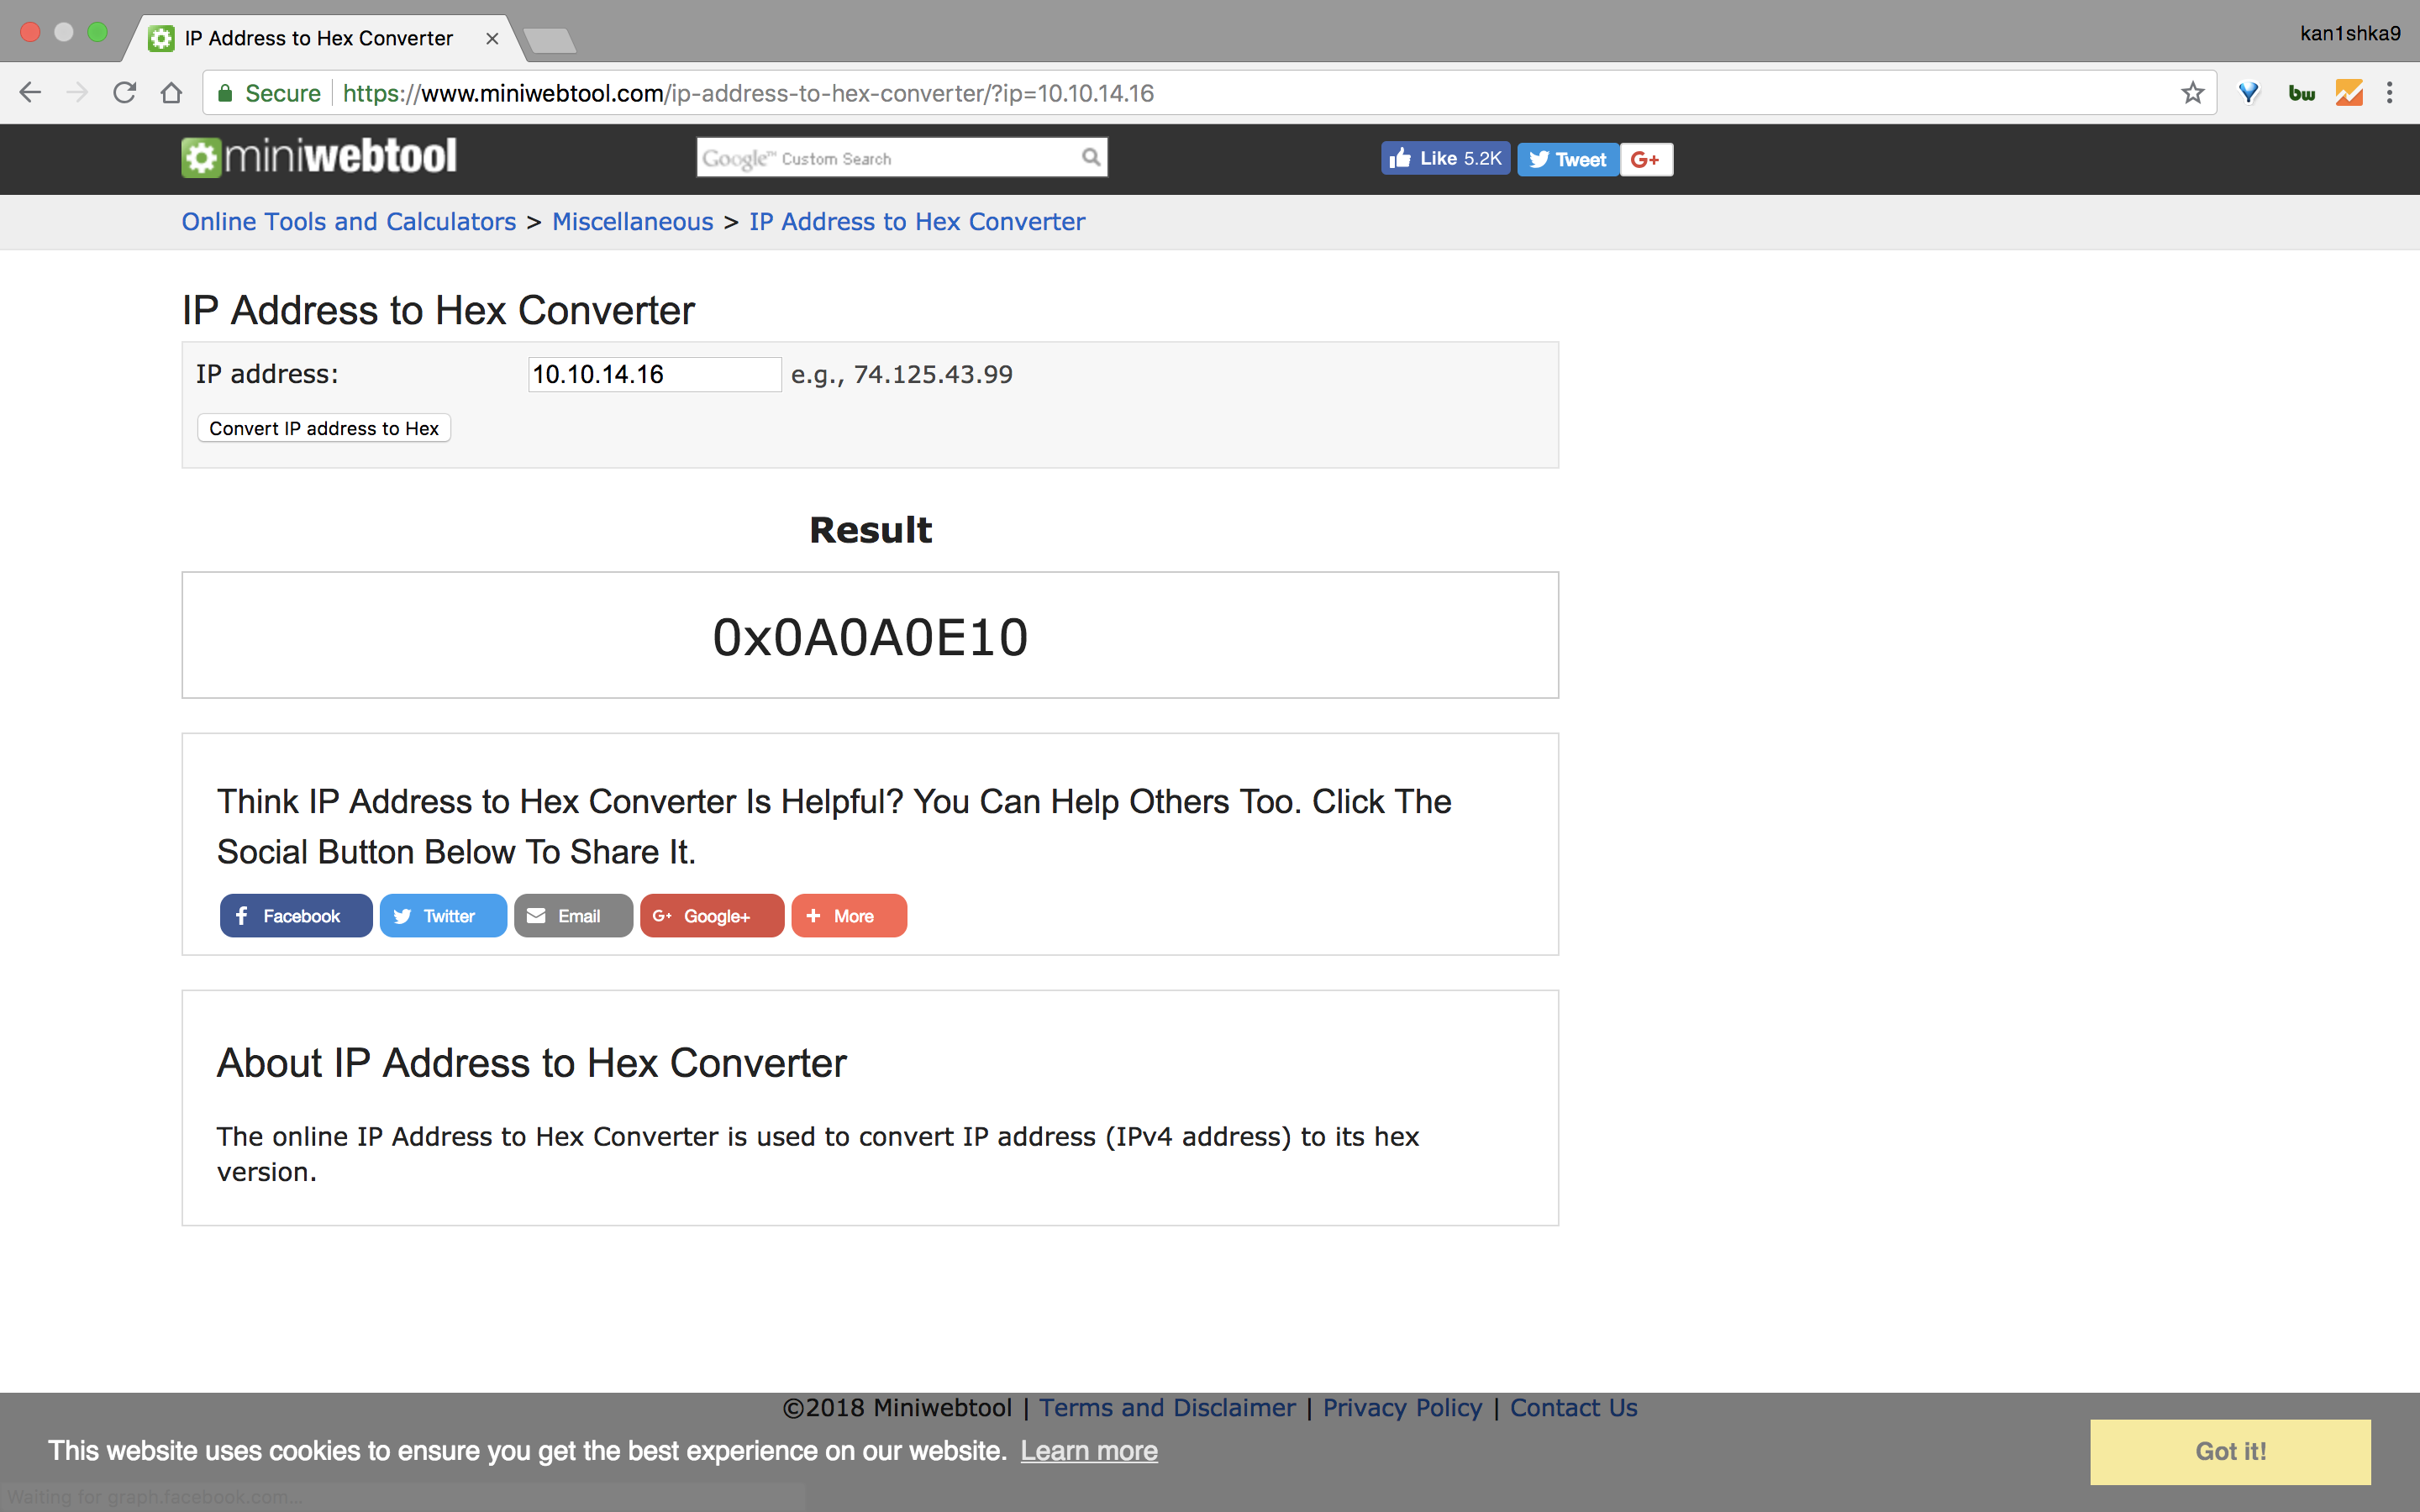 IP Address to Hex Converter
kan1shka9
Secure https://www.miniwebtool.com/ip-address-to-hex-converter/?ip=10.10.14.16
bw
miniwebtool
Google™ Custom Search
Like 5.2K
Tweet
G+
Online Tools and Calculators > Miscellaneous > IP Address to Hex Converter
IP Address to Hex Converter
IP address: 10.10.14.16 e.g., 74.125.43.99
Convert IP address to Hex
Result
0x0A0A0E10
Think IP Address to Hex Converter Is Helpful? You Can Help Others Too. Click The
Social Button Below To Share It.
Facebook Twitter Email G+ Google+ More
About IP Address to Hex Converter
The online IP Address to Hex Converter is used to convert IP address (IPv4 address) to its hex
version.
©2018 Miniwebtool | Terms and Disclaimer | Privacy Policy | Contact Us
This website uses cookies to ensure you get the best experience on our website. Learn more
Got it!
Waiting for graph.facebook.com...